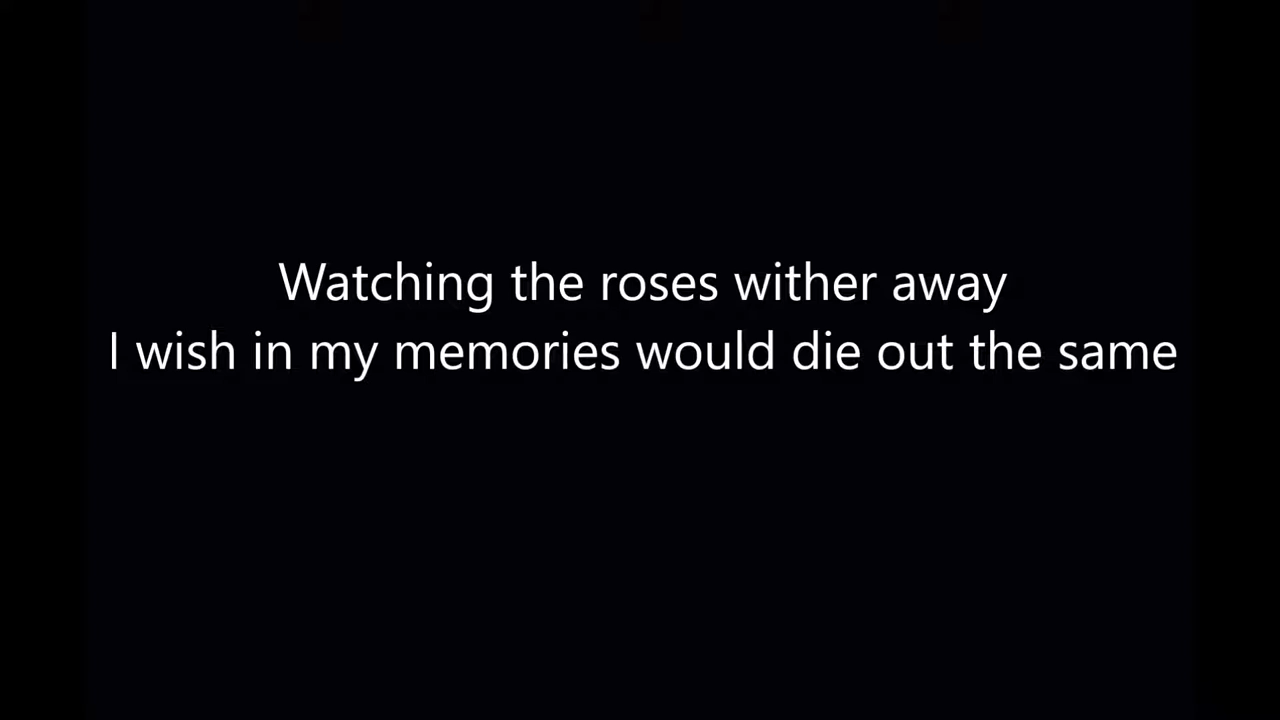 Watching the roses wither away
I wish in my memories would die out the same